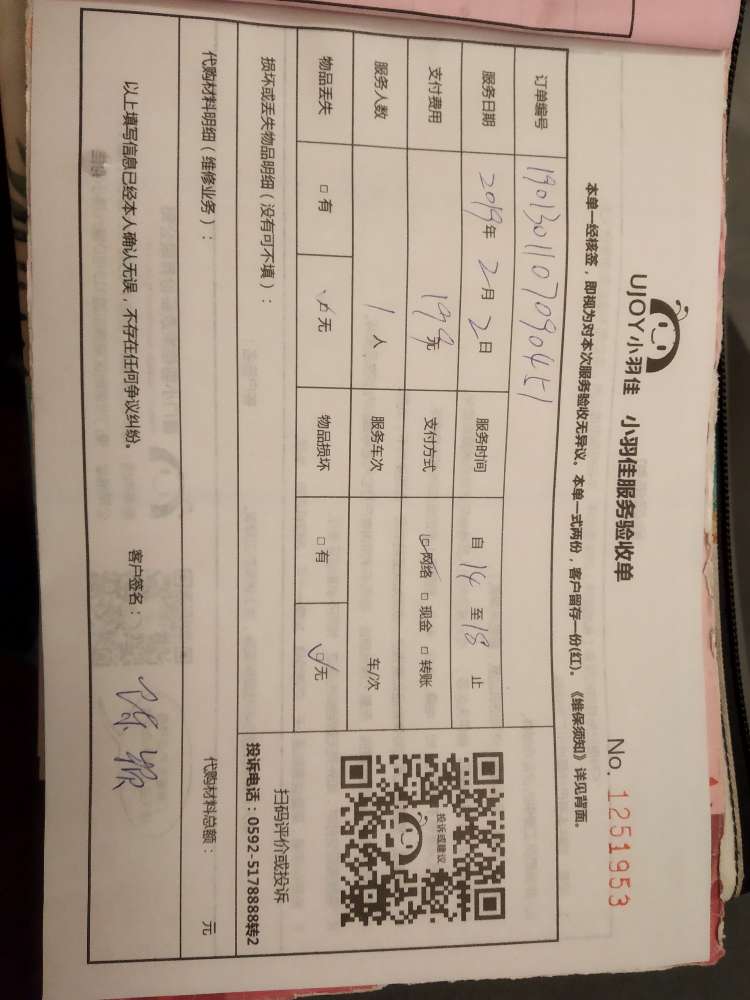 UJOY小羽佳 小羽佳服务验收单
No. 1251953
本单一经核签，即视为对本次服务验收无异议。本单一式两份，客户留存一份(红)。《维保须知》详见背面。
订单编号 1901301107090451
服务日期 2019年 2月 2日 服务时间 自 14 至 18 止
支付费用 199元 支付方式 ☑网络 □现金 □转账
服务人数 1人 服务车次 车/次
物品丢失 □有 ☑无 物品损坏 □有 ☑无
投诉或建议
扫码评价或投诉
投诉电话：0592-5178888转2
损坏或丢失物品明细（没有可不填）：
代购材料明细（维修业务）： 代购材料总额： 元
以上填写信息已经本人确认无误，不存在任何争议纠纷。 客户签名：